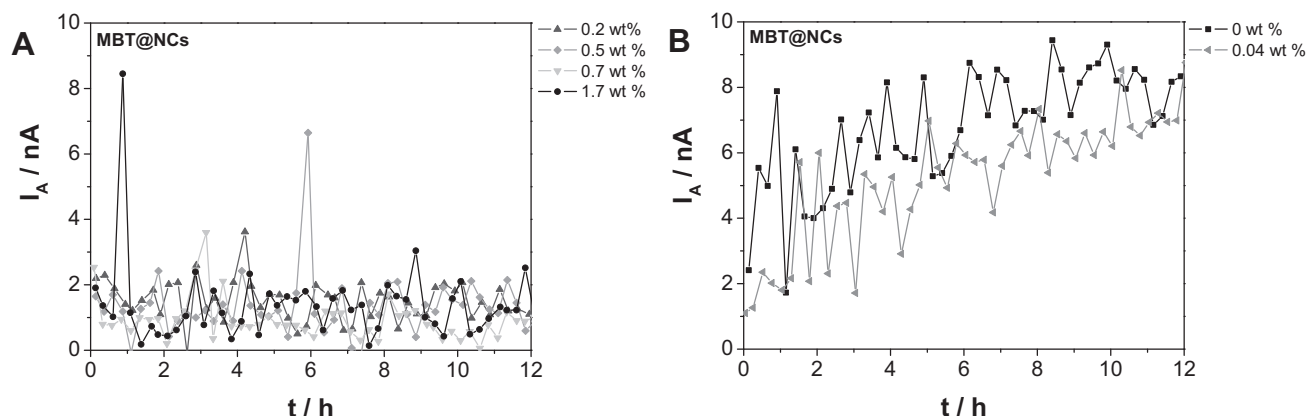 A
MBT@NCs
0.2 wt%
0.5 wt %
0.7 wt %
1.7 wt %
I_A / nA
10
8
6
4
2
0
0 2 4 6 8 10 12
t / h
B
MBT@NCs
0 wt %
0.04 wt %
I_A / nA
10
8
6
4
2
0
0 2 4 6 8 10 12
t / h